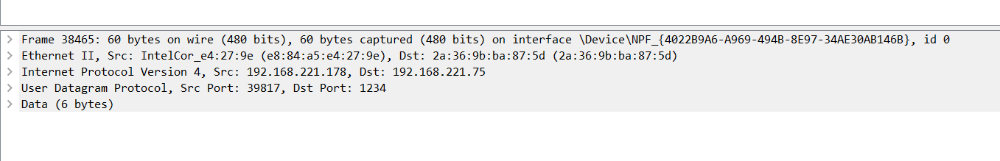 Frame 38465: 60 bytes on wire (480 bits), 60 bytes captured (480 bits) on interface \Device\NPF_{4022B9A6-A969-494B-8E97-34AE30AB146B}, id 0
Ethernet II, Src: IntelCor_e4:27:9e (e8:84:a5:e4:27:9e), Dst: 2a:36:9b:ba:87:5d (2a:36:9b:ba:87:5d)
Internet Protocol Version 4, Src: 192.168.221.178, Dst: 192.168.221.75
User Datagram Protocol, Src Port: 39817, Dst Port: 1234
Data (6 bytes)